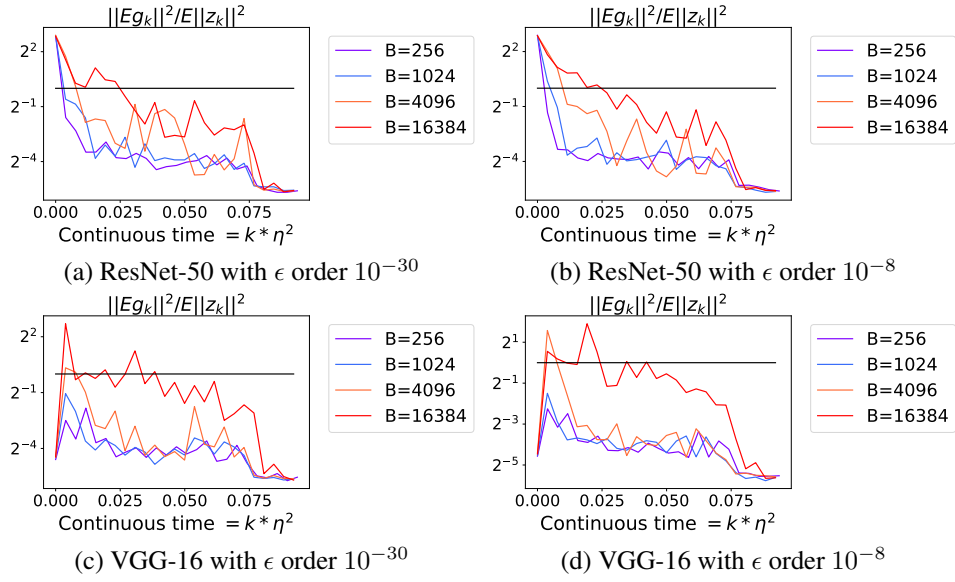 ||Eg_k||^2/E||z_k||^2
2^2
2^{-1}
2^{-4}
0.000 0.025 0.050 0.075
Continuous time = k * η^2
B=256
B=1024
B=4096
B=16384
(a) ResNet-50 with ϵ order 10^{-30}
||Eg_k||^2/E||z_k||^2
2^2
2^{-1}
2^{-4}
0.000 0.025 0.050 0.075
Continuous time = k * η^2
B=256
B=1024
B=4096
B=16384
(b) ResNet-50 with ϵ order 10^{-8}
||Eg_k||^2/E||z_k||^2
2^2
2^{-1}
2^{-4}
0.000 0.025 0.050 0.075
Continuous time = k * η^2
B=256
B=1024
B=4096
B=16384
(c) VGG-16 with ϵ order 10^{-30}
||Eg_k||^2/E||z_k||^2
2^1
2^{-1}
2^{-3}
2^{-5}
0.000 0.025 0.050 0.075
Continuous time = k * η^2
B=256
B=1024
B=4096
B=16384
(d) VGG-16 with ϵ order 10^{-8}